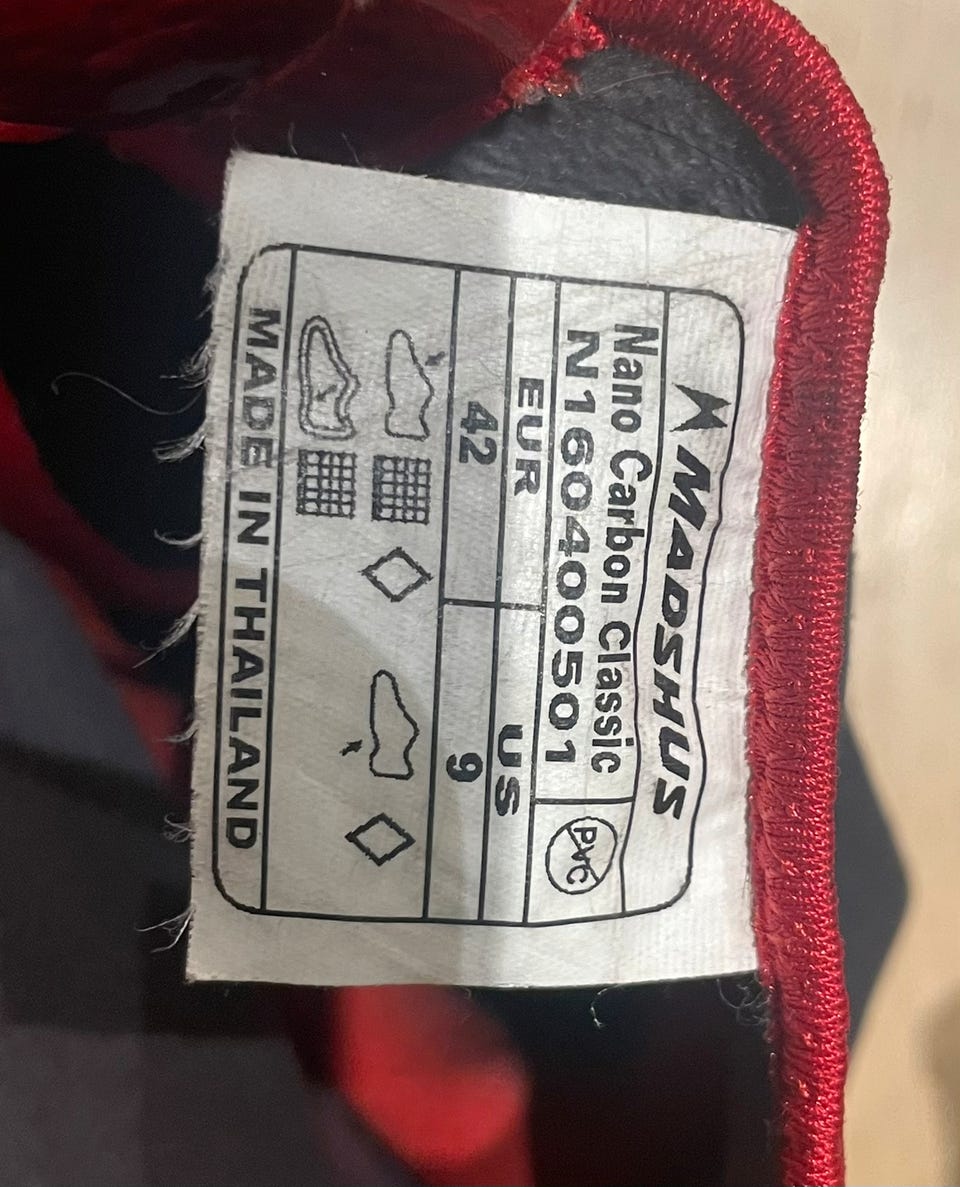 MADSHUS
Nano Carbon Classic
N160400501
PVC
EUR US
42 9
MADE IN THAILAND